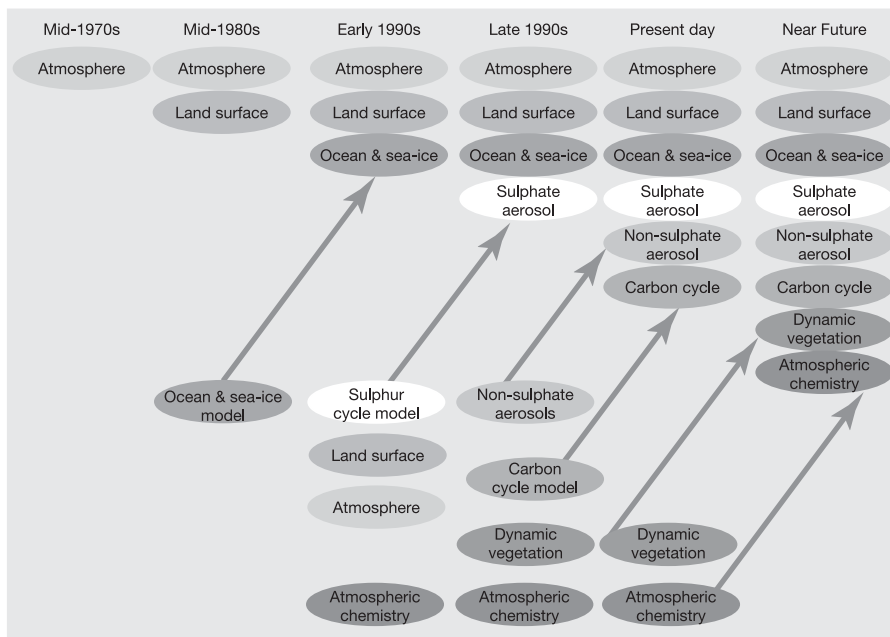 Mid-1970s Mid-1980s Early 1990s Late 1990s Present day Near Future
Atmosphere Atmosphere Atmosphere Atmosphere Atmosphere Atmosphere
Land surface Land surface Land surface Land surface Land surface
Ocean & sea-ice Ocean & sea-ice Ocean & sea-ice Ocean & sea-ice
Sulphate Sulphate Sulphate
aerosol aerosol aerosol
Non-sulphate Non-sulphate
aerosol aerosol
Carbon cycle Carbon cycle
Dynamic
vegetation
Atmospheric
chemistry
Ocean & sea-ice Sulphur Non-sulphate
model cycle model aerosols
Land surface
Carbon
cycle model
Atmosphere
Dynamic Dynamic
vegetation vegetation
Atmospheric Atmospheric Atmospheric
chemistry chemistry chemistry